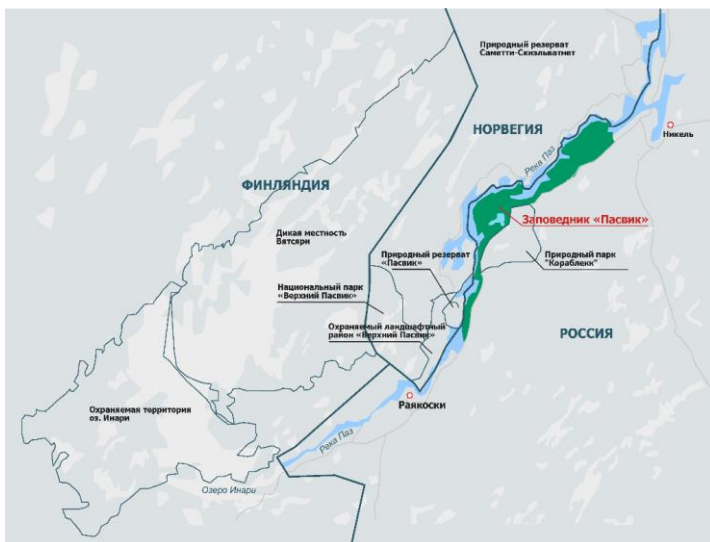 Природный резерват
Саметти-Скиэльватнет
НОРВЕГИЯ
Никель
Река Паз
ФИНЛЯНДИЯ
Заповедник «Пасвик»
Дикая местность
Вятсяри
Природный резерват
«Пасвик»
Природный парк
"Кораблекк"
Национальный парк
«Верхний Пасвик»
Охраняемый ландшафтный
район «Верхний Пасвик»
РОССИЯ
Раякоски
Охраняемая территория
оз. Инари
Река Паз
Озеро Инари